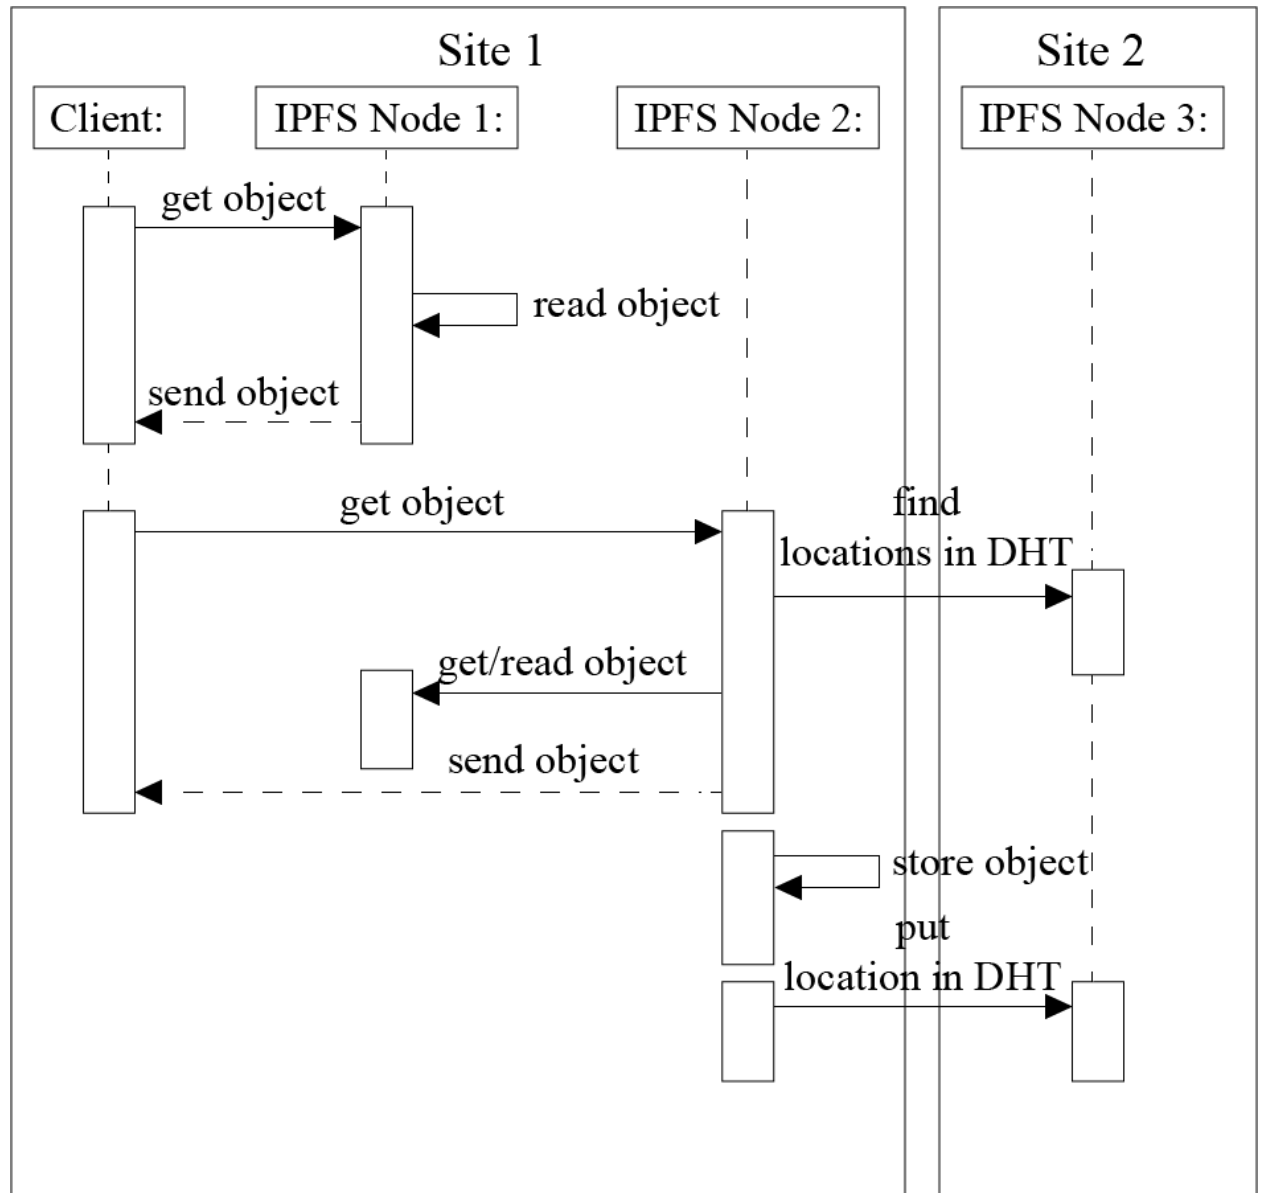 Site 1
Site 2
Client:
IPFS Node 1:
IPFS Node 2:
IPFS Node 3:
get object
read object
send object
get object
find
locations in DHT
get/read object
send object
store object
put
location in DHT